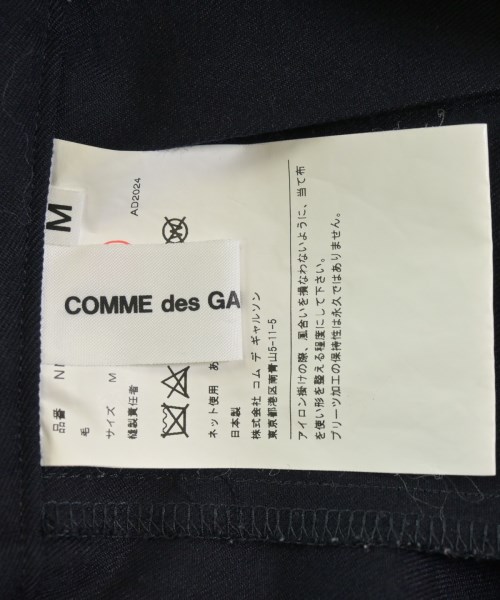 M
COMME des GA
AD2024
品番 NI
毛
サイズ M
縫製責任者
ネット使用 あ
日本製
株式会社 コム デ ギャルソン
東京都港区南青山5-11-5
アイロン掛けの際、風合いを損なわないように、当て布
を使い形を整える程度にして下さい。
プリーツ加工の保持性は永久ではありません。